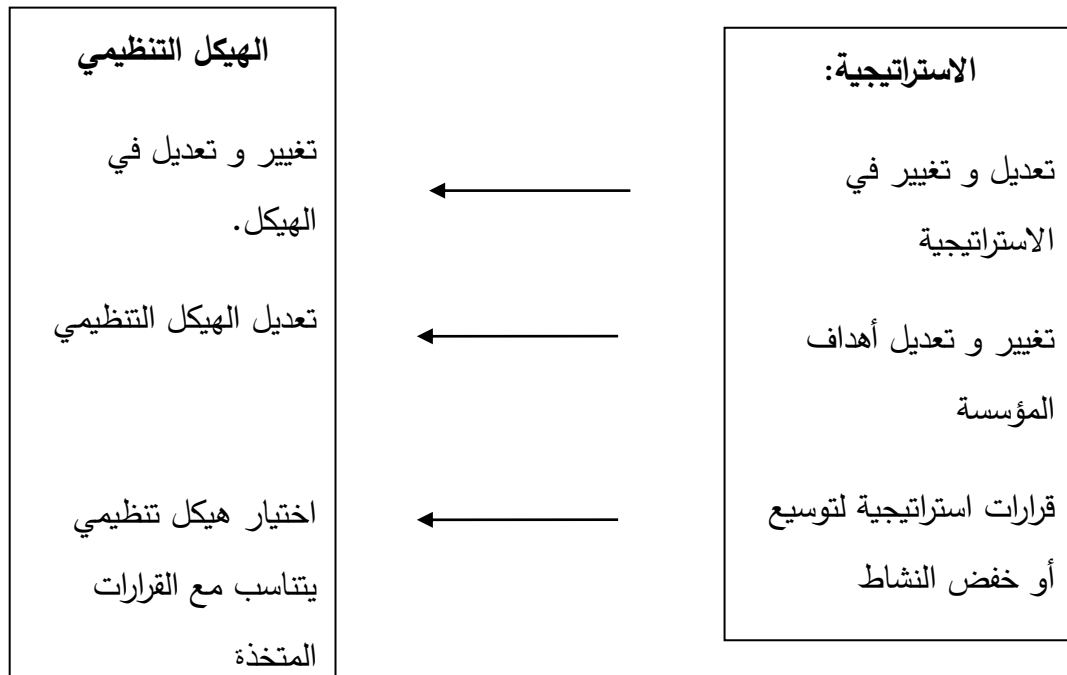 الاستراتيجية:
تعديل و تغيير في
الاستراتيجية
تغيير و تعديل أهداف
المؤسسة
قرارات استراتيجية لتوسيع
أو خفض النشاط
الهيكل التنظيمي
تغيير و تعديل في
الهيكل.
تعديل الهيكل التنظيمي
اختيار هيكل تنظيمي
يتناسب مع القرارات
المتخذة